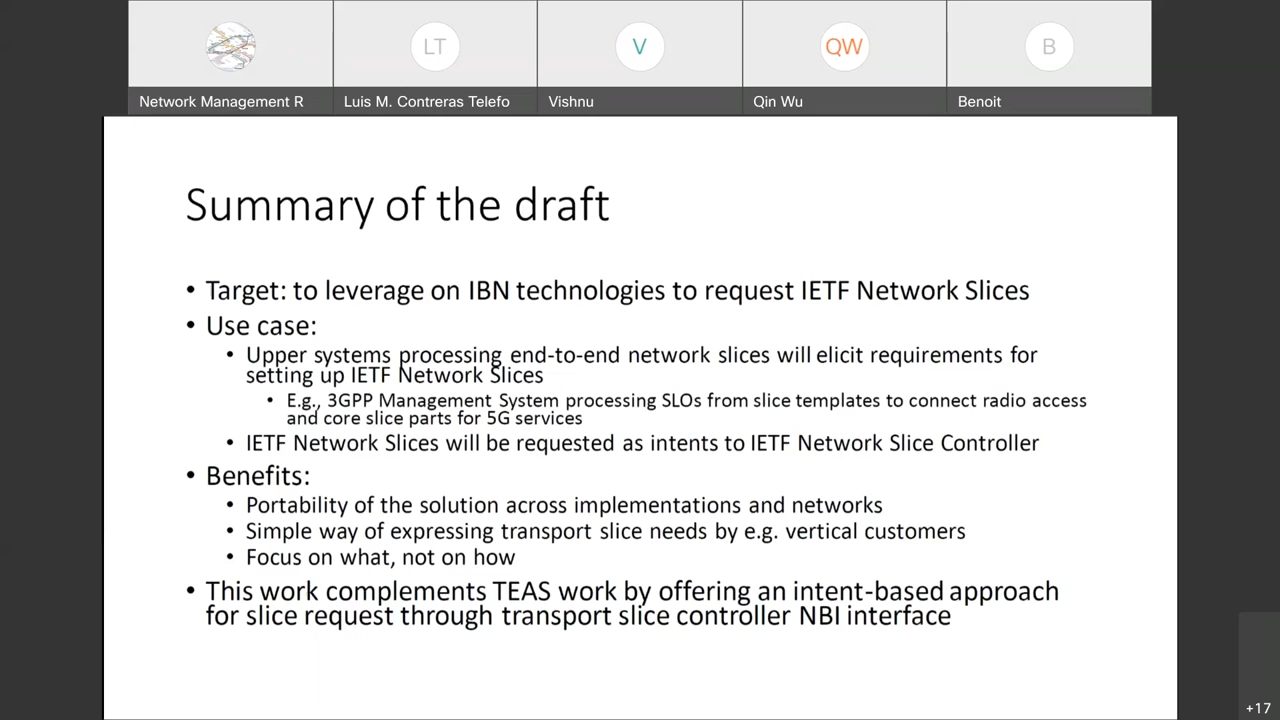 LT
V
QW
B
Network Management R
Luis M. Contreras Telefo
Vishnu
Qin Wu
Benoit
Summary of the draft
• Target: to leverage on IBN technologies to request IETF Network Slices
• Use case:
• Upper systems processing end-to-end network slices will elicit requirements for
setting up IETF Network Slices
• E.g., 3GPP Management System processing SLOs from slice templates to connect radio access
and core slice parts for 5G services
• IETF Network Slices will be requested as intents to IETF Network Slice Controller
• Benefits:
• Portability of the solution across implementations and networks
• Simple way of expressing transport slice needs by e.g. vertical customers
• Focus on what, not on how
• This work complements TEAS work by offering an intent-based approach
for slice request through transport slice controller NBI interface
+17